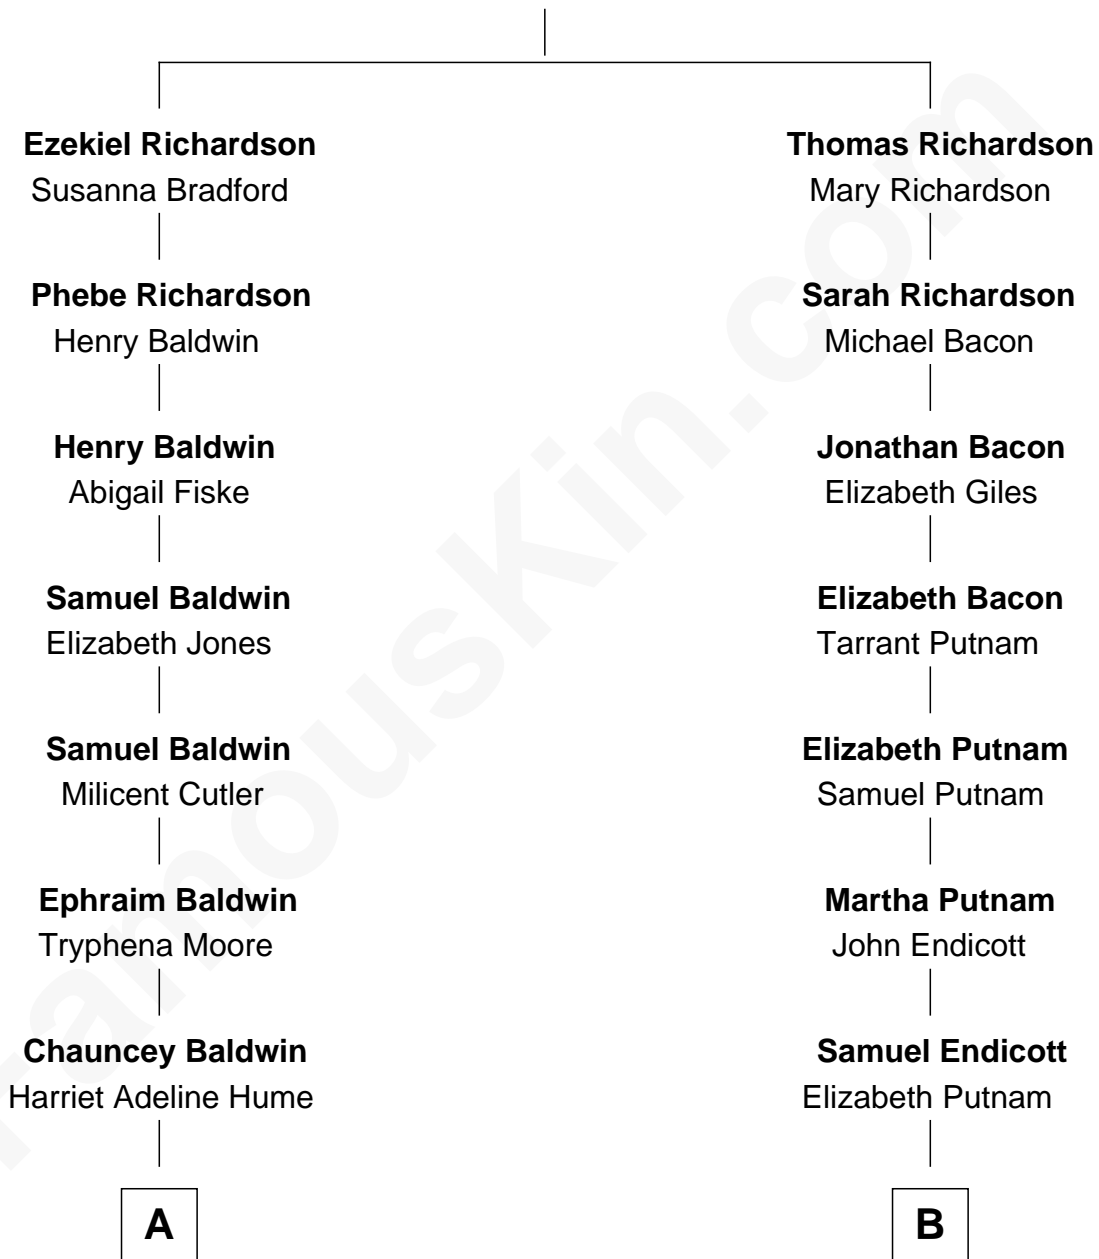 Ezekiel Richardson
Susanna Bradford
Phebe Richardson
Henry Baldwin
Henry Baldwin
Abigail Fiske
Samuel Baldwin
Elizabeth Jones
Samuel Baldwin
Milicent Cutler
Ephraim Baldwin
Tryphena Moore
Chauncey Baldwin
Harriet Adeline Hume
A
Thomas Richardson
Mary Richardson
Sarah Richardson
Michael Bacon
Jonathan Bacon
Elizabeth Giles
Elizabeth Bacon
Tarrant Putnam
Elizabeth Putnam
Samuel Putnam
Martha Putnam
John Endicott
Samuel Endicott
Elizabeth Putnam
B
FamousKin.com